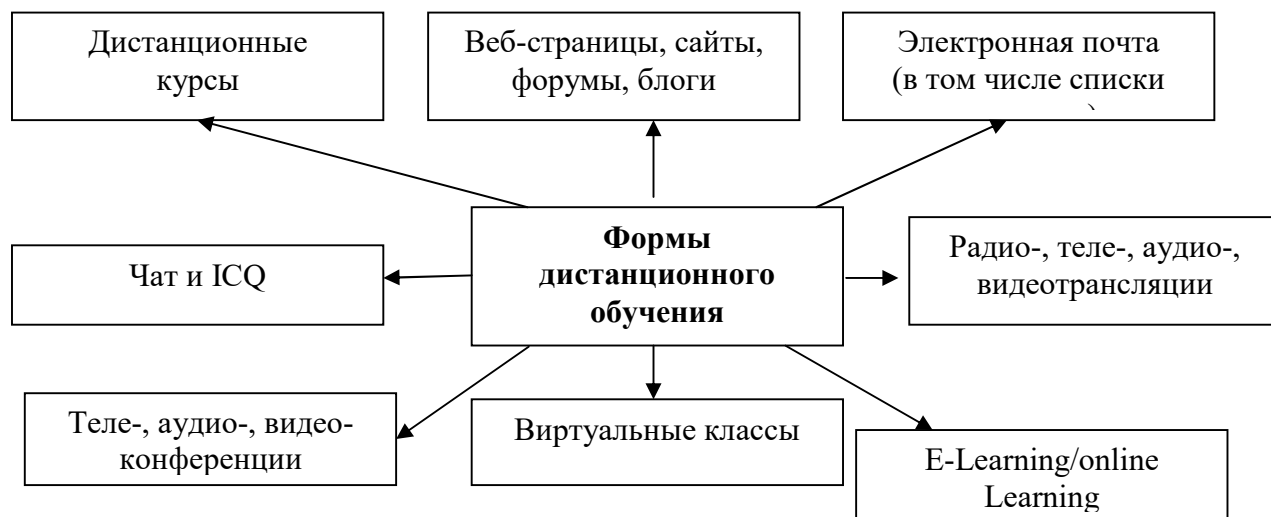 Дистанционные
курсы
Веб-страницы, сайты,
форумы, блоги
Электронная почта
(в том числе списки
Формы
дистанционного
обучения
Чат и ICQ
Радио-, теле-, аудио-,
видеотрансляции
Теле-, аудио-, видео-
конференции
Виртуальные классы
E-Learning/online
Learning